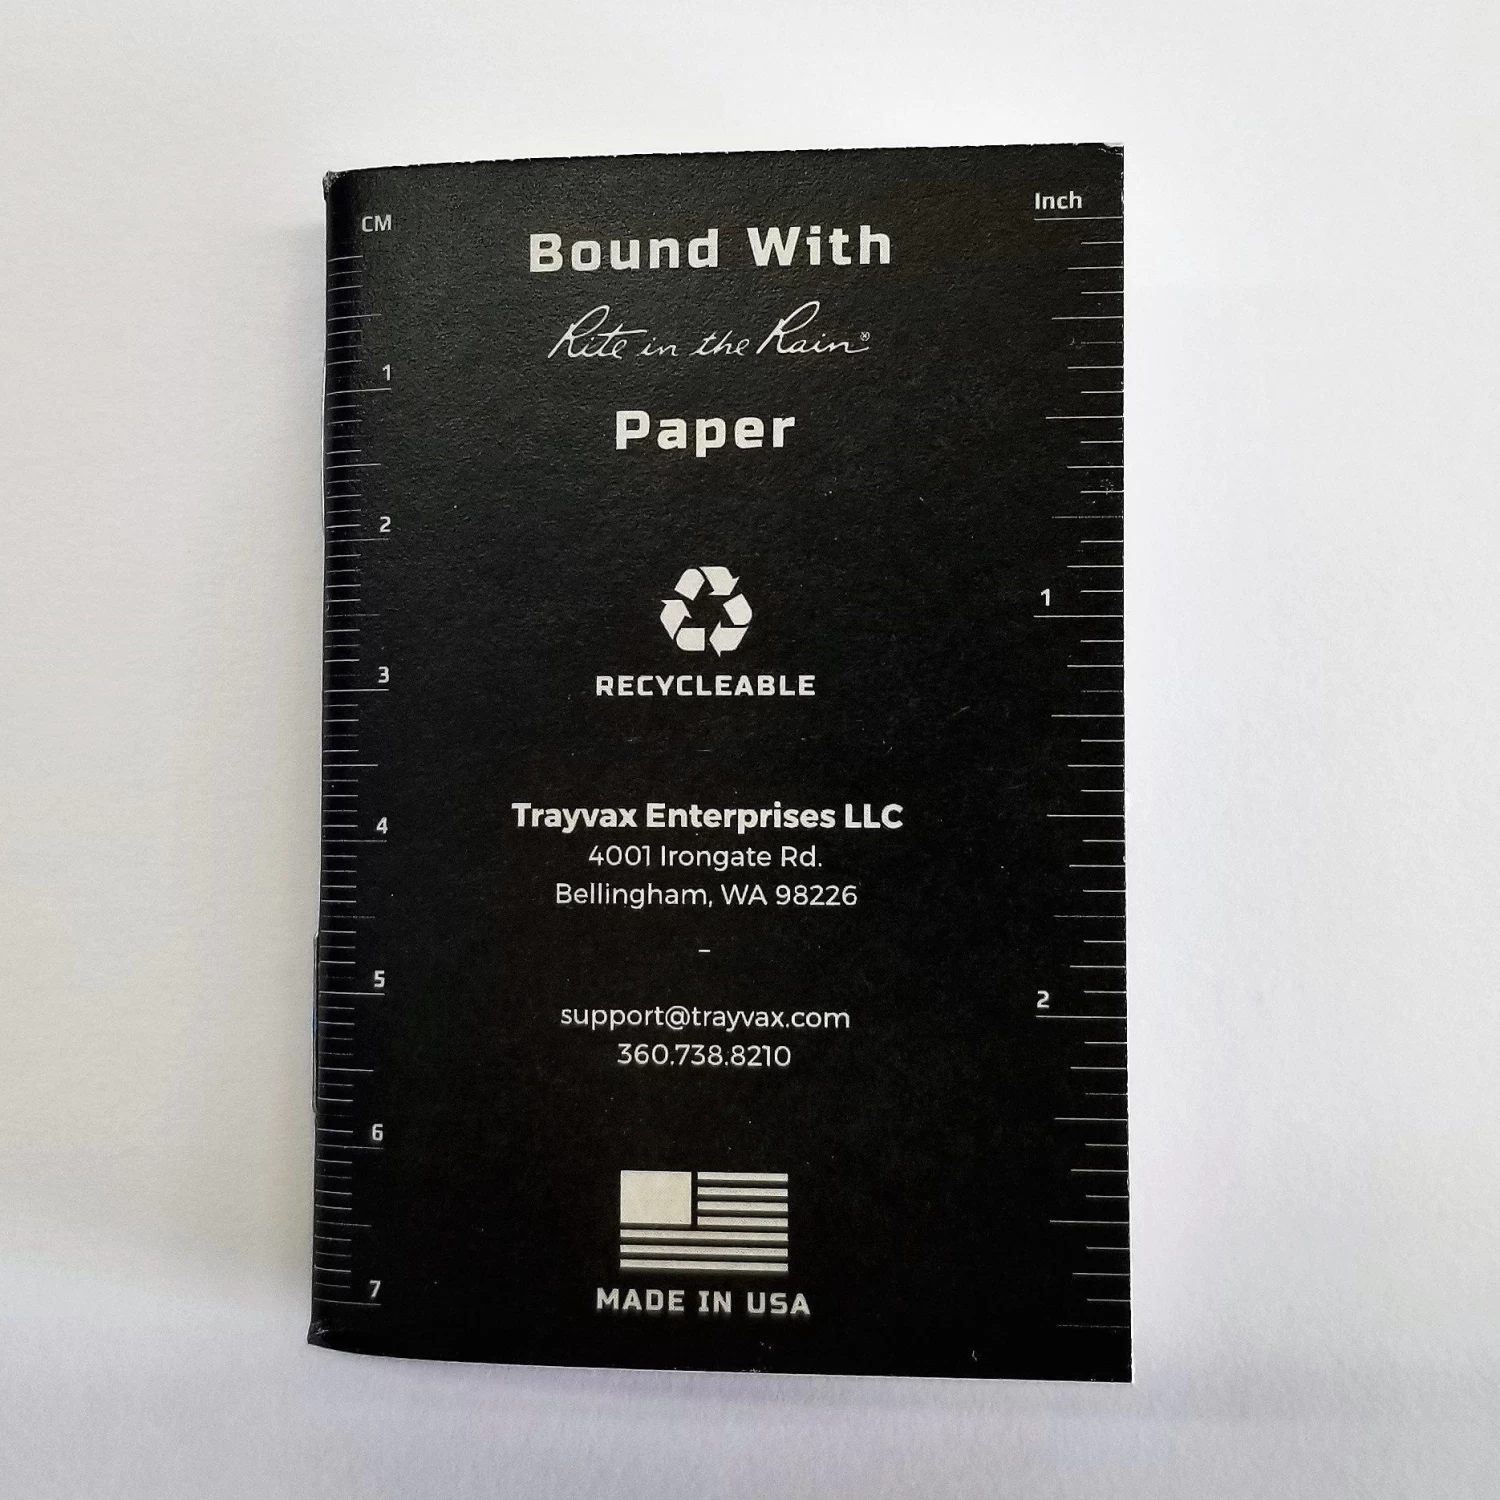 CM
Inch
Bound With
Rite in the Rain®
Paper
1
2
3
4
5
6
7
1
2
RECYCLEABLE
Trayvax Enterprises LLC
4001 Irongate Rd.
Bellingham, WA 98226
–
support@trayvax.com
360.738.8210
MADE IN USA